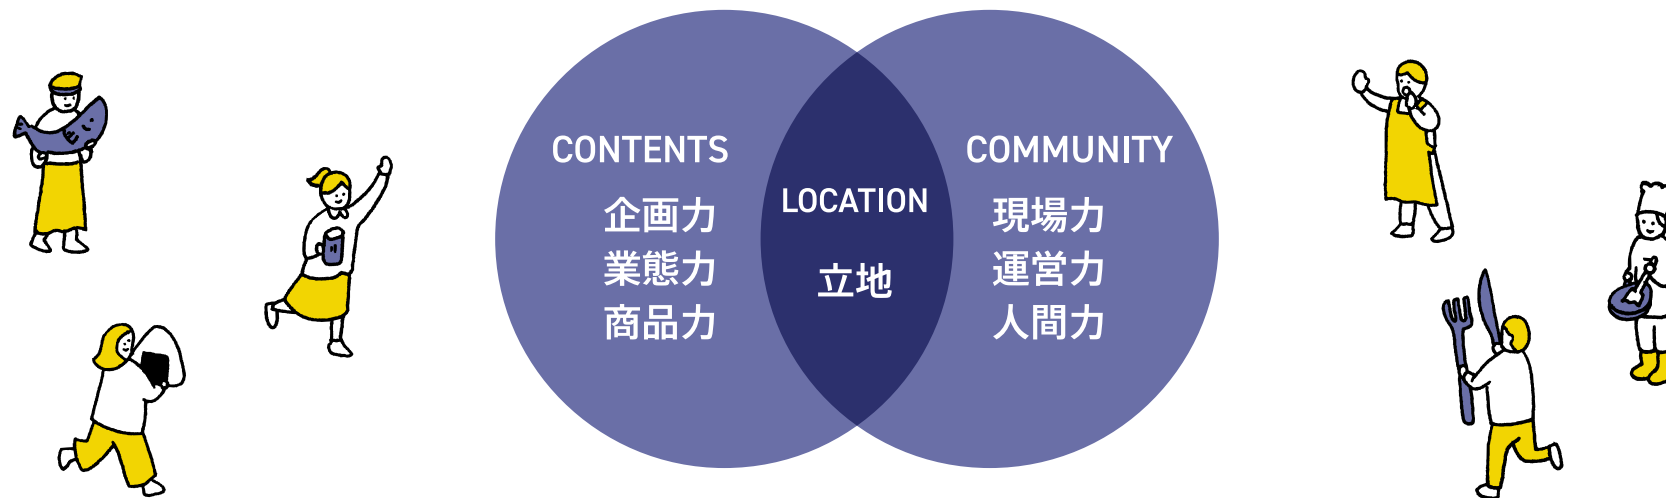 CONTENTS
企画力
業態力
商品力
LOCATION
立地
COMMUNITY
現場力
運営力
人間力